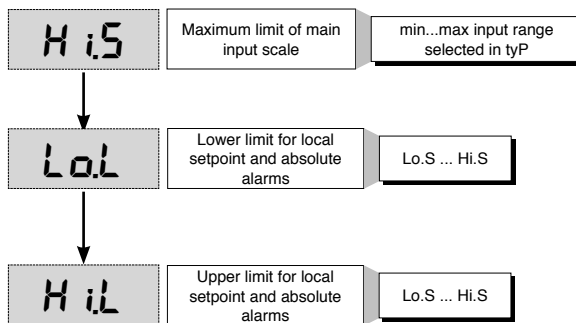 Hi.S
Maximum limit of main
input scale
min...max input range
selected in tyP
Lo.L
Lower limit for local
setpoint and absolute
alarms
Lo.S ... Hi.S
Hi.L
Upper limit for local
setpoint and absolute
alarms
Lo.S ... Hi.S